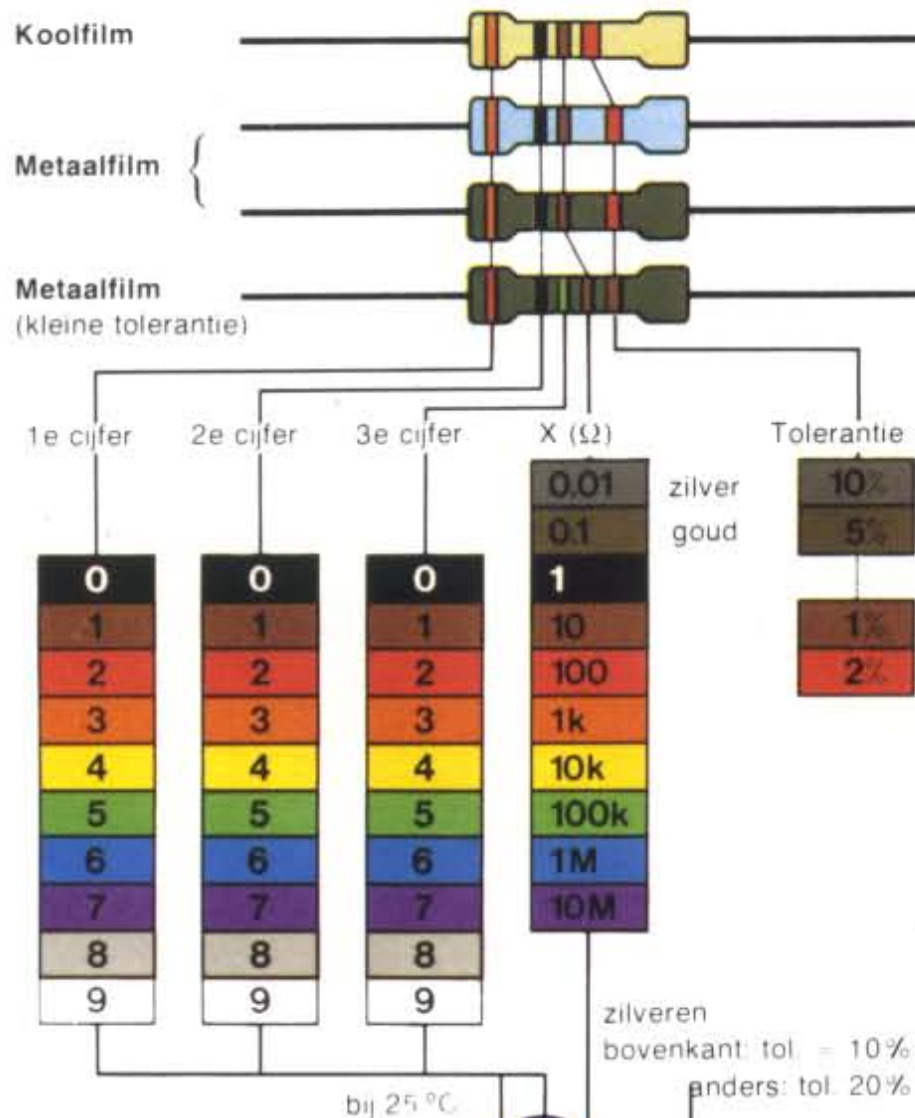 Koolfilm
Metaalfilm {
Metaalfilm
(kleine tolerantie)
1e cijfer 2e cijfer 3e cijfer X (Ω) Tolerantie
0.01 zilver 10%
0.1 goud 5%
0 0 0 1
1 1 1 10 1%
2 2 2 100 2%
3 3 3 1k
4 4 4 10k
5 5 5 100k
6 6 6 1M
7 7 7 10M
8 8 8
9 9 9
zilveren
bovenkant: tol. = 10%
anders: tol. 20%
bij 25 °C